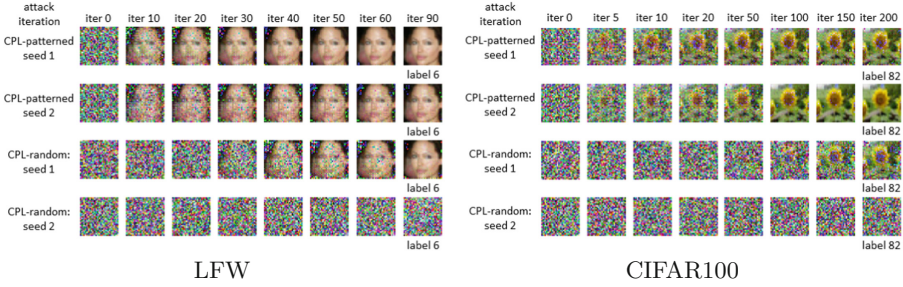 attack
iteration
iter 0 iter 10 iter 20 iter 30 iter 40 iter 50 iter 60 iter 90
CPL-patterned
seed 1
label 6
CPL-patterned
seed 2
label 6
CPL-random:
seed 1
label 6
CPL-random:
seed 2
label 6
LFW
attack
iteration
iter 0 iter 5 iter 10 iter 20 iter 50 iter 100 iter 150 iter 200
CPL-patterned
seed 1
label 82
CPL-patterned
seed 2
label 82
CPL-random:
seed 1
label 82
CPL-random:
seed 2
label 82
CIFAR100